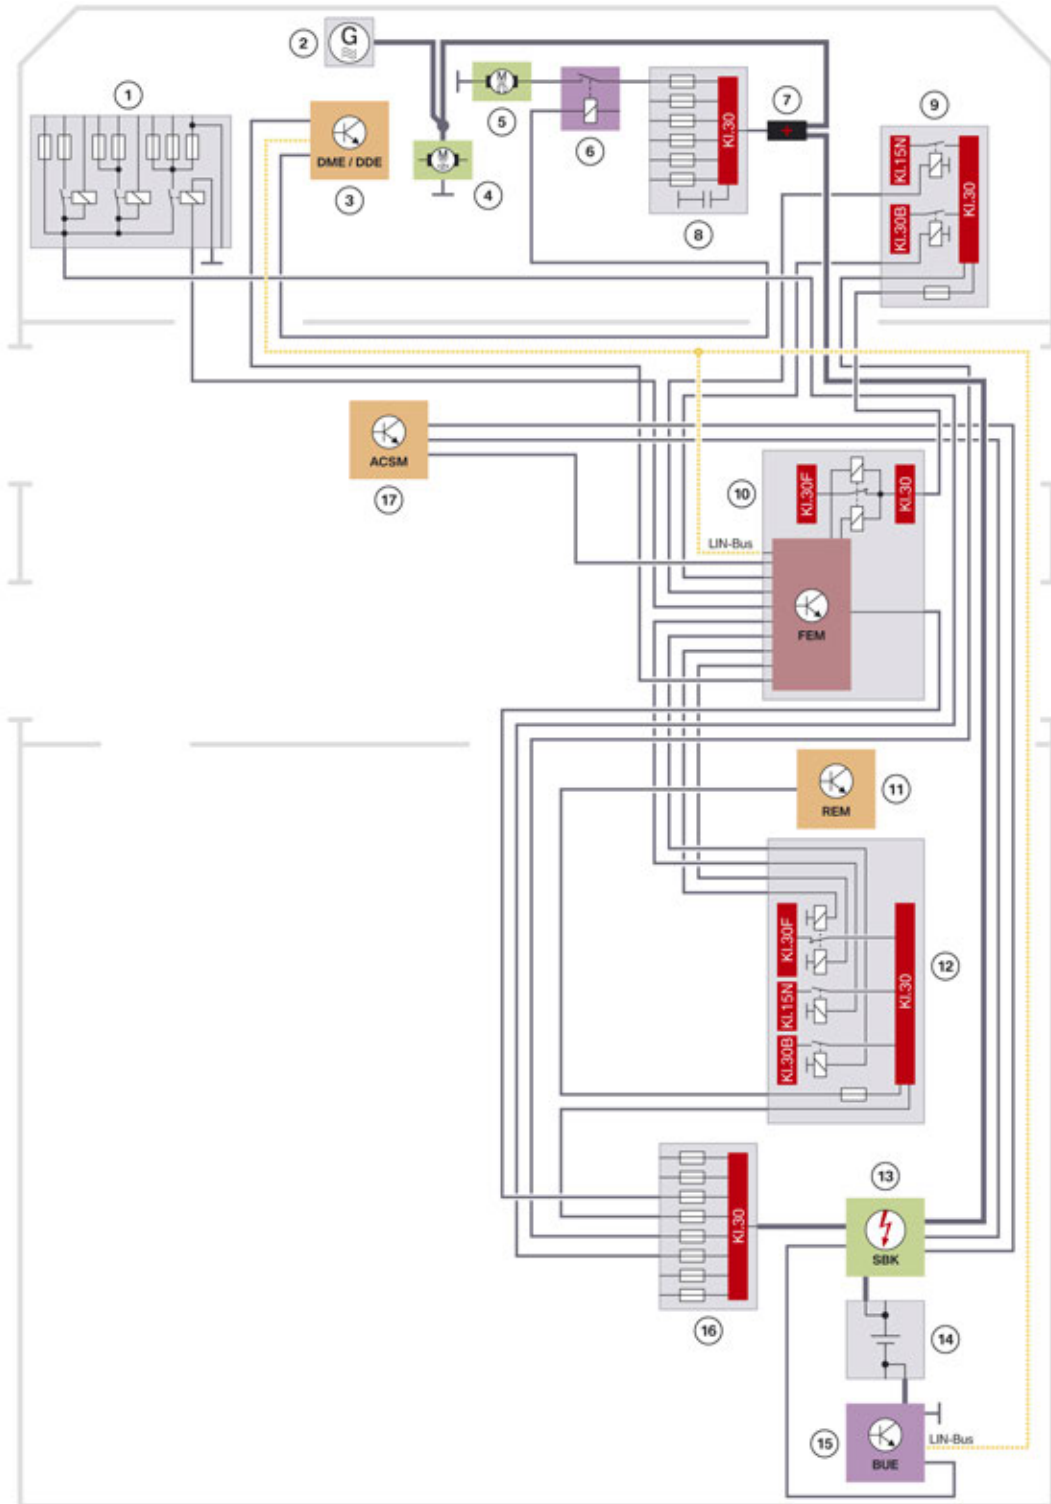 2
G
1
5
M
7
9
DME / DDE
3
M
4
6
Kl.30
8
Kl.15N
Kl.30B
Kl.30
ACSM
17
10
Kl.30F
Kl.30
LIN-Bus
FEM
REM
11
Kl.30F
Kl.15N
Kl.30B
Kl.30
12
13
Kl.30
16
SBK
14
15
BUE
LIN-Bus